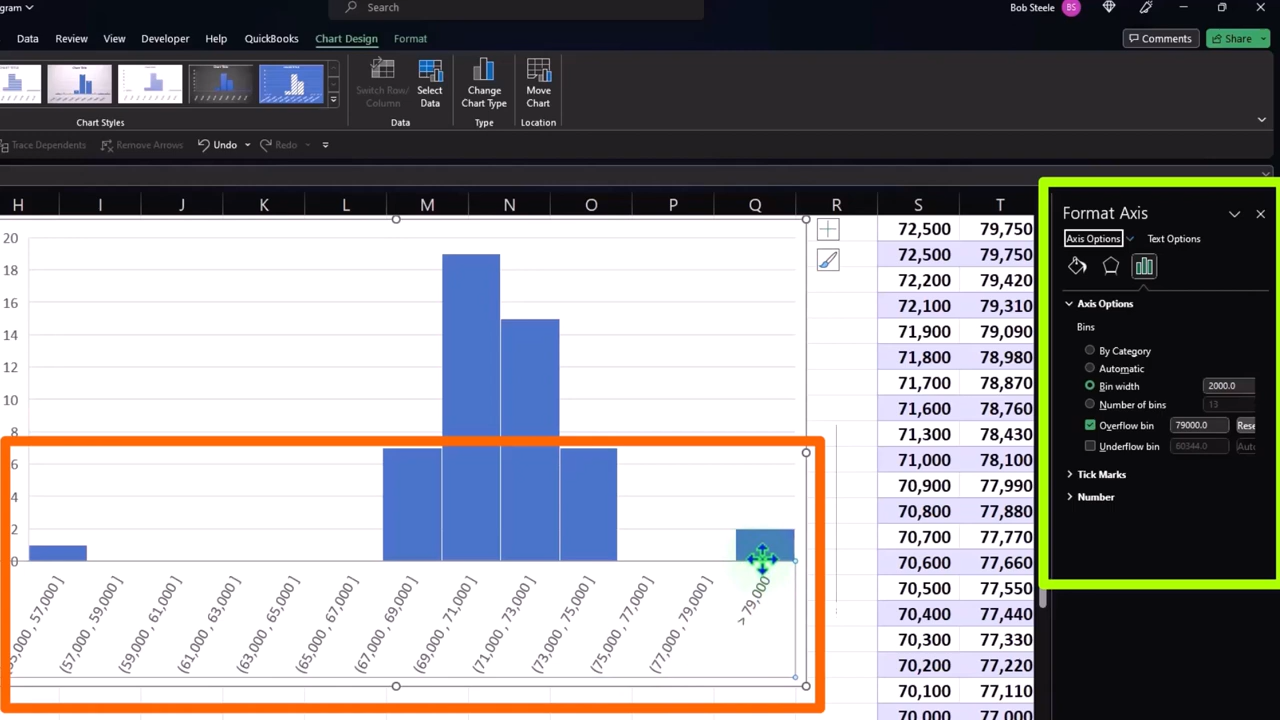 gram
Search
Bob Steele
BS
Data Review View Developer Help QuickBooks Chart Design Format
Comments
Share
Switch Row/
Column
Select
Data
Change
Chart Type
Move
Chart
Chart Styles
Data
Type
Location
Trace Dependents
Remove Arrows
Undo
Redo
H I J K L M N O P Q R S T
20
18
16
14
12
10
8
6
4
2
0
55,000 , 57,000 ]
(57,000 , 59,000]
(59,000 , 61,000]
(61,000 , 63,000]
(63,000 , 65,000]
(65,000 , 67,000]
(67,000 , 69,000]
(69,000 , 71,000]
(71,000 , 73,000]
(73,000 , 75,000]
(75,000 , 77,000]
(77,000 , 79,000]
> 79,000
72,500 79,750
72,500 79,750
72,200 79,420
72,100 79,310
71,900 79,090
71,800 78,980
71,700 78,870
71,600 78,760
71,300 78,430
71,000 78,100
70,900 77,990
70,800 77,880
70,700 77,770
70,600 77,660
70,500 77,550
70,400 77,440
70,300 77,330
70,200 77,220
70,100 77,110
70,000 77,000
Format Axis
Axis Options
Text Options
Axis Options
Bins
By Category
Automatic
Bin width 2000.0
Number of bins 13
Overflow bin 79000.0 Rese
Underflow bin 60344.0 Auto
Tick Marks
Number